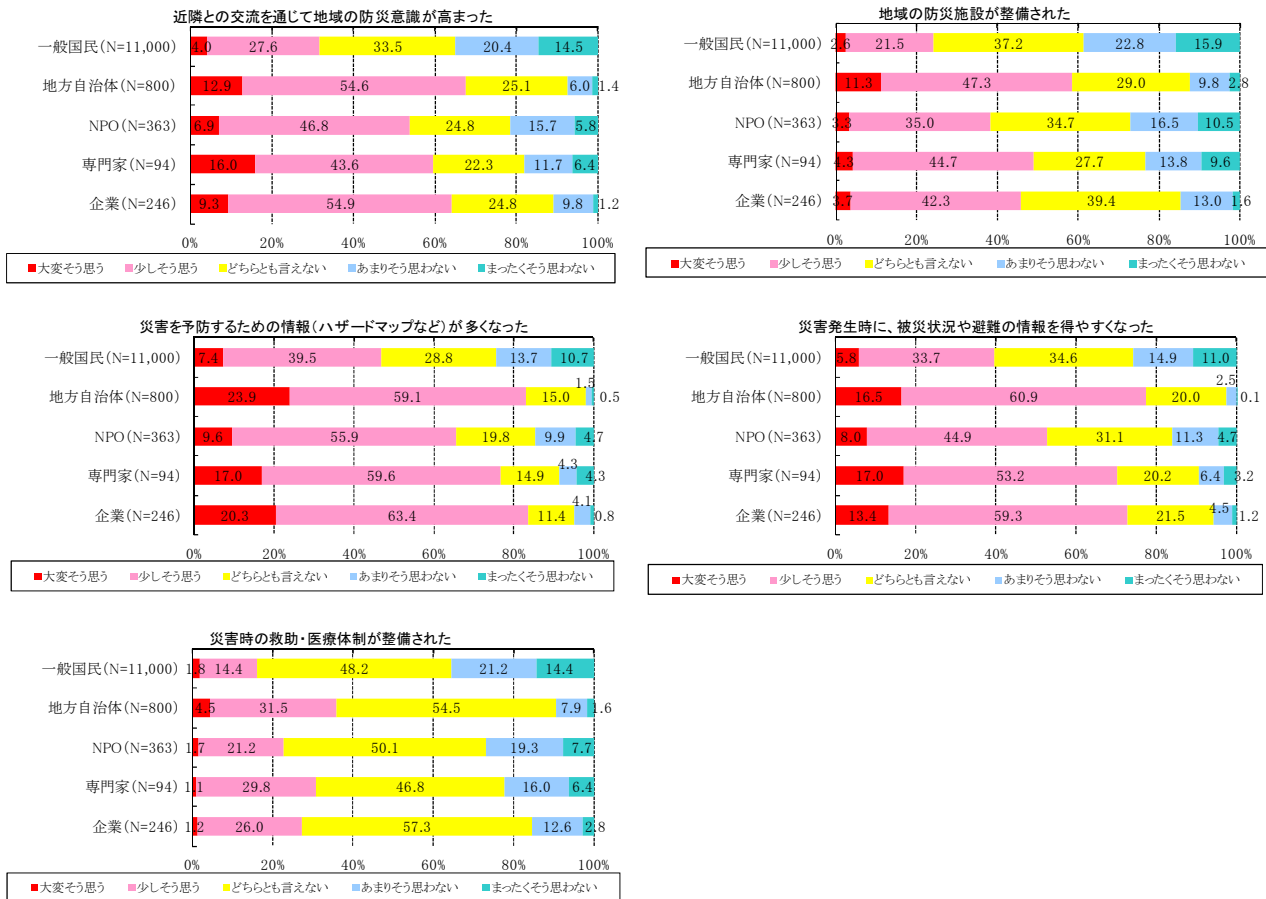 近隣との交流を通じて地域の防災意識が高まった
一般国民(N=11,000) 4.0 27.6 33.5 20.4 14.5
地方自治体(N=800) 12.9 54.6 25.1 6.0 1.4
NPO(N=363) 6.9 46.8 24.8 15.7 5.8
専門家(N=94) 16.0 43.6 22.3 11.7 6.4
企業(N=246) 9.3 54.9 24.8 9.8 1.2
0% 20% 40% 60% 80% 100%
■大変そう思う ■少しそう思う ■どちらとも言えない ■あまりそう思わない ■まったくそう思わない
地域の防災施設が整備された
一般国民(N=11,000) 2.6 21.5 37.2 22.8 15.9
地方自治体(N=800) 11.3 47.3 29.0 9.8 2.8
NPO(N=363) 3.3 35.0 34.7 16.5 10.5
専門家(N=94) 4.3 44.7 27.7 13.8 9.6
企業(N=246) 3.7 42.3 39.4 13.0 1.6
0% 20% 40% 60% 80% 100%
■大変そう思う ■少しそう思う ■どちらとも言えない ■あまりそう思わない ■まったくそう思わない
災害を予防するための情報(ハザードマップなど)が多くなった
一般国民(N=11,000) 7.4 39.5 28.8 13.7 10.7
地方自治体(N=800) 23.9 59.1 15.0 1.5 0.5
NPO(N=363) 9.6 55.9 19.8 9.9 4.7
専門家(N=94) 17.0 59.6 14.9 4.3 4.3
企業(N=246) 20.3 63.4 11.4 4.1 0.8
0% 20% 40% 60% 80% 100%
■大変そう思う ■少しそう思う ■どちらとも言えない ■あまりそう思わない ■まったくそう思わない
災害発生時に、被災状況や避難の情報を得やすくなった
一般国民(N=11,000) 5.8 33.7 34.6 14.9 11.0
地方自治体(N=800) 16.5 60.9 20.0 2.5 0.1
NPO(N=363) 8.0 44.9 31.1 11.3 4.7
専門家(N=94) 17.0 53.2 20.2 6.4 3.2
企業(N=246) 13.4 59.3 21.5 4.5 1.2
0% 20% 40% 60% 80% 100%
■大変そう思う ■少しそう思う ■どちらとも言えない ■あまりそう思わない ■まったくそう思わない
災害時の救助・医療体制が整備された
一般国民(N=11,000) 1.8 14.4 48.2 21.2 14.4
地方自治体(N=800) 4.5 31.5 54.5 7.9 1.6
NPO(N=363) 1.7 21.2 50.1 19.3 7.7
専門家(N=94) 1.1 29.8 46.8 16.0 6.4
企業(N=246) 1.2 26.0 57.3 12.6 2.8
0% 20% 40% 60% 80% 100%
■大変そう思う ■少しそう思う ■どちらとも言えない ■あまりそう思わない ■まったくそう思わない